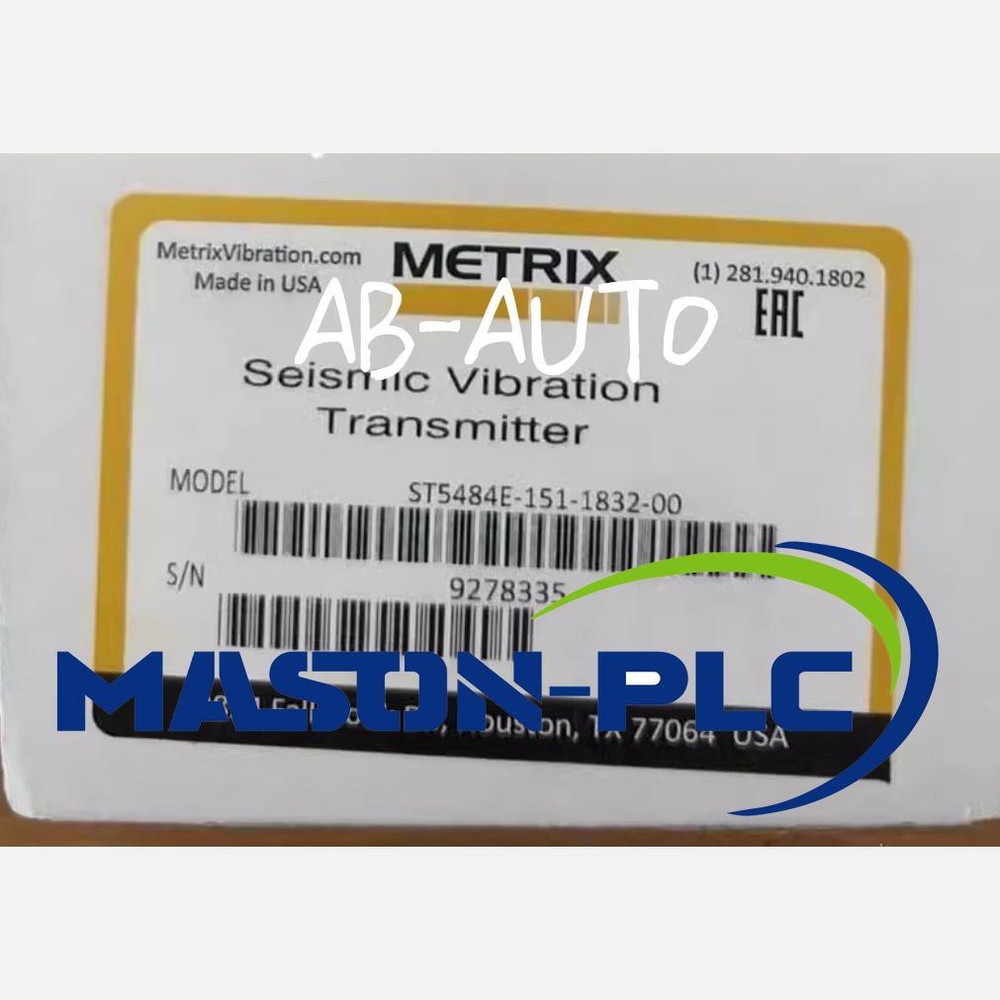 MetrixVibration.com
Made in USA
METRIX
(1) 281.940.1802
EAC
AB-AUTO
Seismic Vibration
Transmitter
MODEL
ST5484E-151-1832-00
S/N
9278335
MASON-PLC
Houston, TX 77064 USA